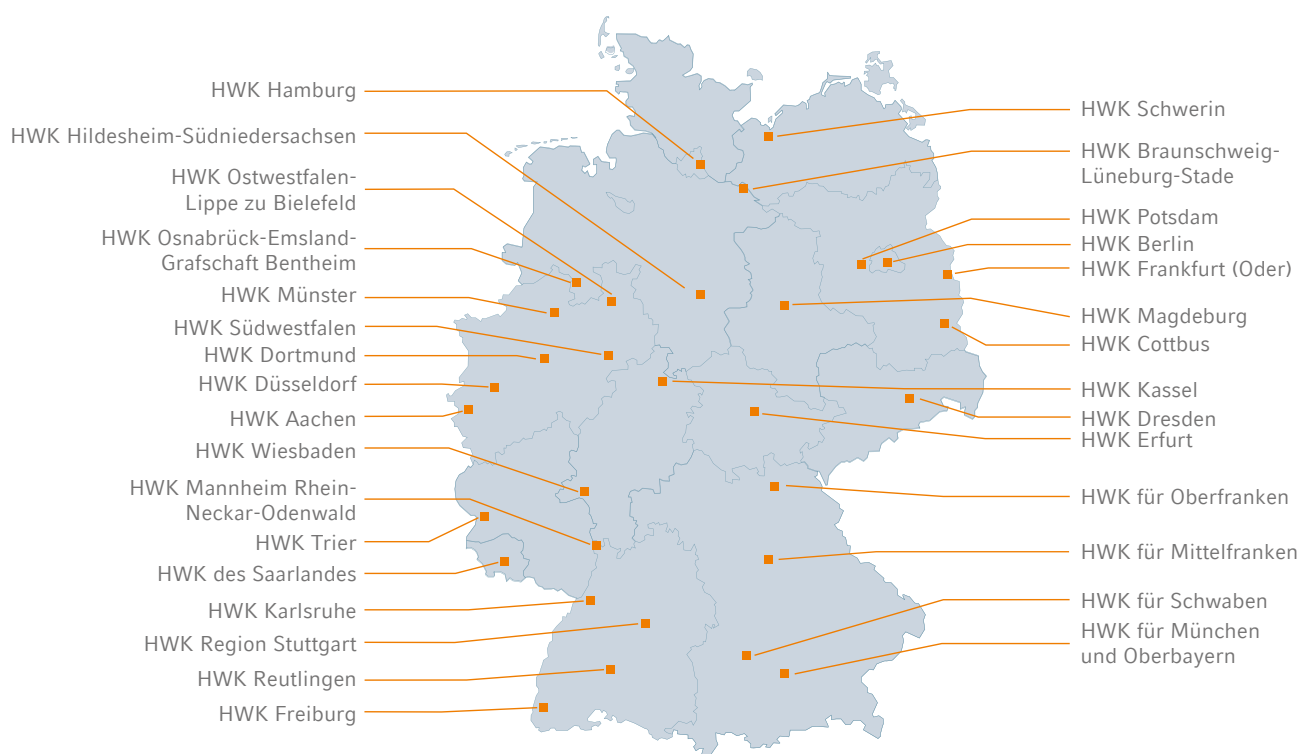 HWK Hamburg
HWK Hildesheim-Südniedersachsen
HWK Ostwestfalen-
Lippe zu Bielefeld
HWK Osnabrück-Emsland-
Grafschaft Bentheim
HWK Münster
HWK Südwestfalen
HWK Dortmund
HWK Düsseldorf
HWK Aachen
HWK Wiesbaden
HWK Mannheim Rhein-
Neckar-Odenwald
HWK Trier
HWK des Saarlandes
HWK Karlsruhe
HWK Region Stuttgart
HWK Reutlingen
HWK Freiburg
HWK Schwerin
HWK Braunschweig-
Lüneburg-Stade
HWK Potsdam
HWK Berlin
HWK Frankfurt (Oder)
HWK Magdeburg
HWK Cottbus
HWK Kassel
HWK Dresden
HWK Erfurt
HWK für Oberfranken
HWK für Mittelfranken
HWK für Schwaben
HWK für München
und Oberbayern